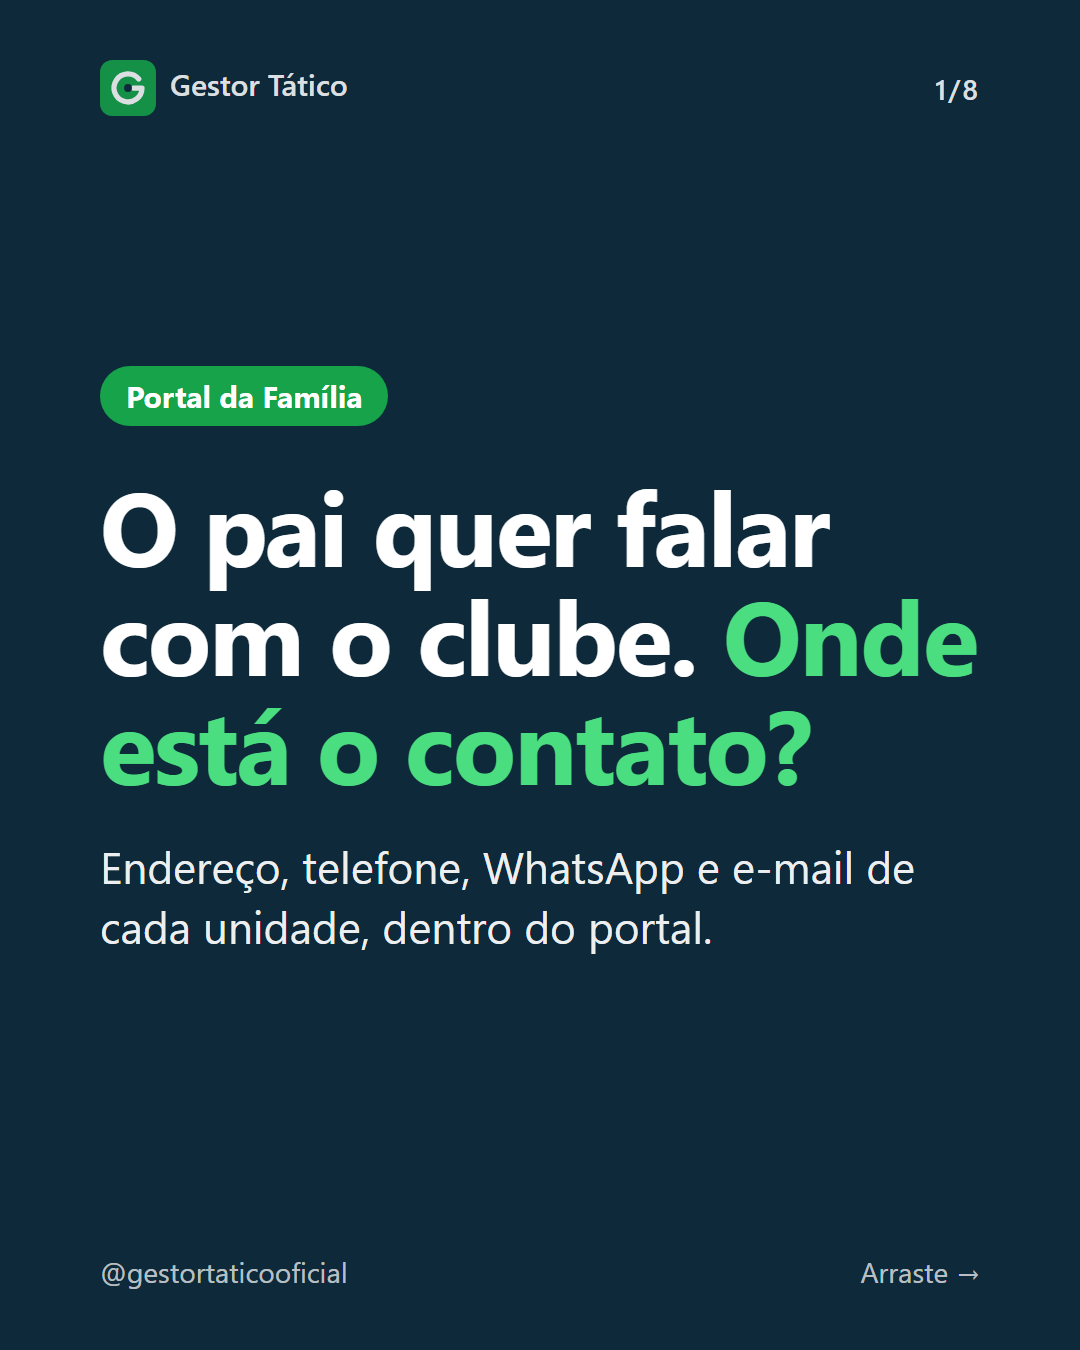 Gestor Tático
1/8
Portal da Família
O pai quer falar
com o clube. Onde
está o contato?
Endereço, telefone, WhatsApp e e-mail de
cada unidade, dentro do portal.
@gestortaticooficial
Arraste →